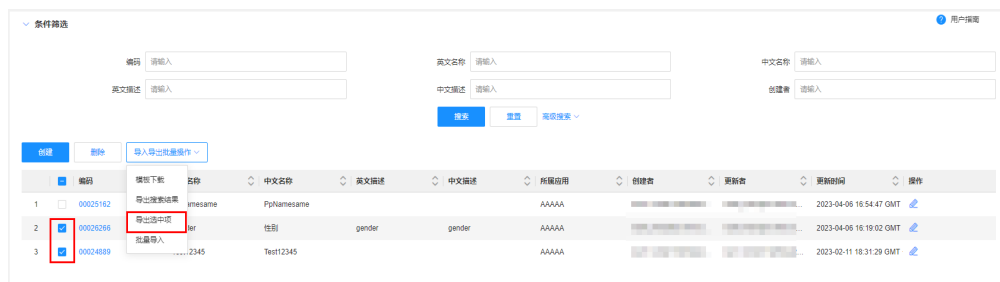 条件筛选
用户指南
编码 请输入 英文名称 请输入 中文名称 请输入
英文描述 请输入 中文描述 请输入 创建者 请输入
搜索 重置 高级搜索
创建 删除 导入导出批量操作
编码 名称 中文名称 英文描述 中文描述 所属应用 创建者 更新者 更新时间 操作
模板下载
导出搜索结果
导出选中项
批量导入
1 00025162 mesame PpNamesame AAAAA 2023-04-06 16:54:47 GMT
2 00026266 der 性别 gender gender AAAAA 2023-04-06 16:19:02 GMT
3 00024889 2345 Test12345 AAAAA 2023-02-11 18:31:29 GMT